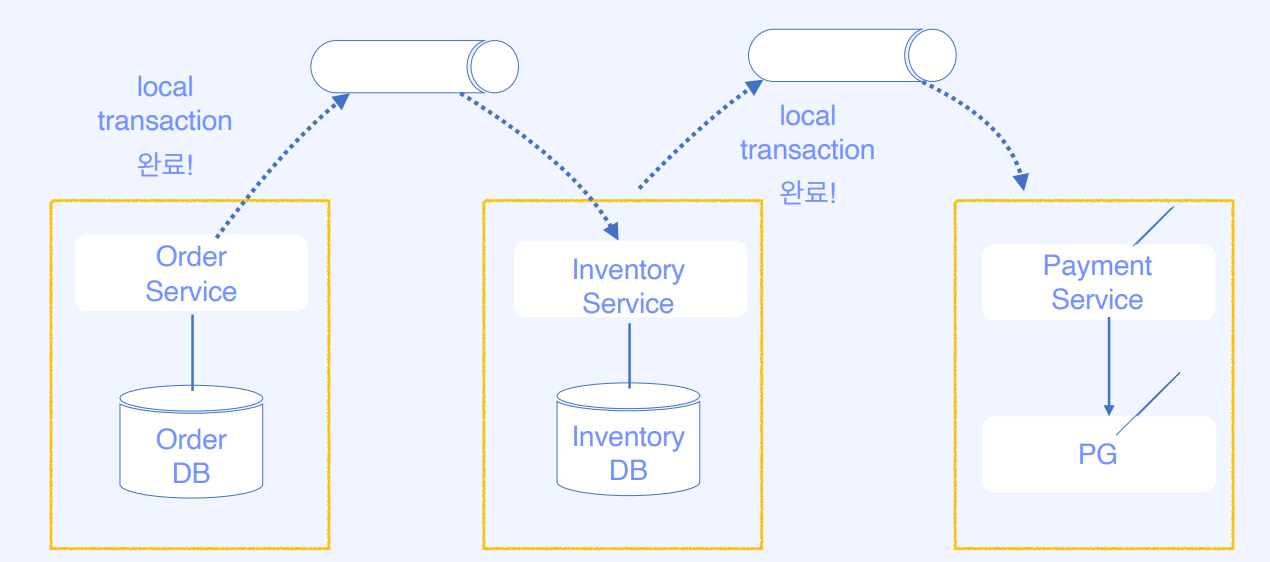 local
transaction
완료!
local
transaction
완료!
Order
Service
Inventory
Service
Payment
Service
Order
DB
Inventory
DB
PG